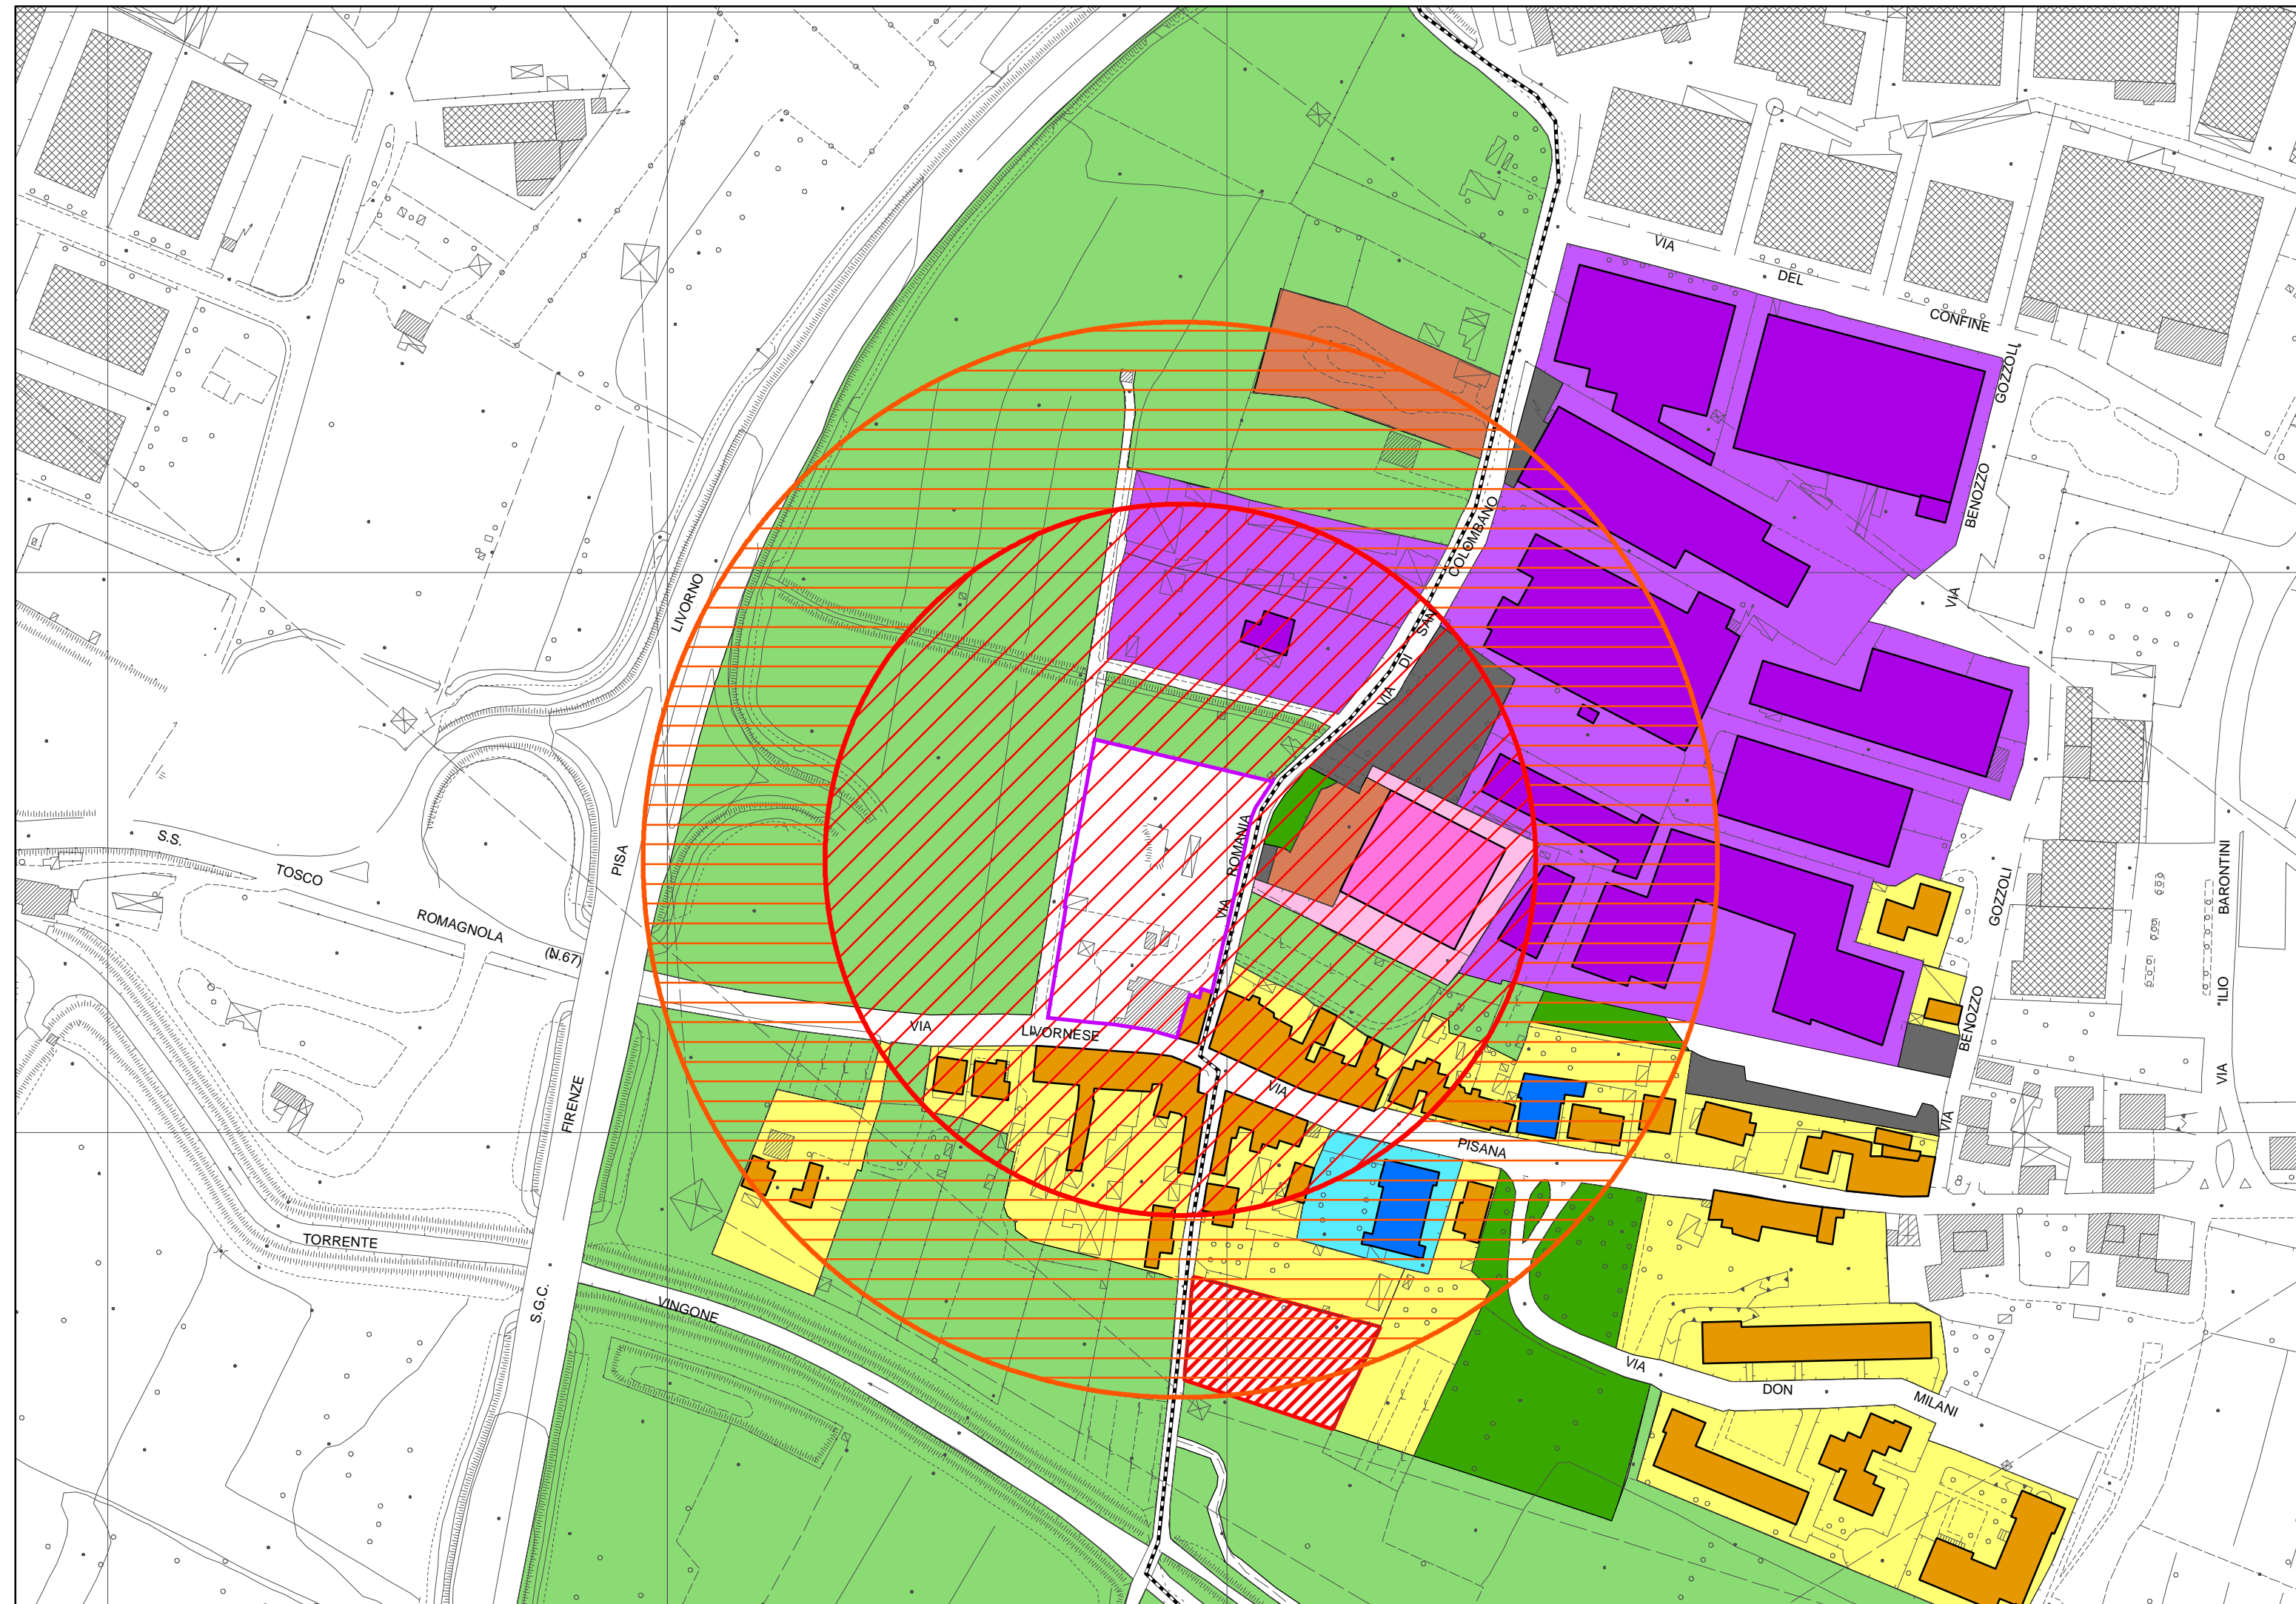 VIA
DEL
CONFINE
GOZZOLI
BENOZZO
VIA
COLOMBANO
SAN
DI
VIA
LIVORNO
PISA
S.S.
TOSCO
ROMAGNOLA
(N.67)
ROMANIA
VIA
GOZZOLI
BENOZZO
VIA
BARONTINI
"ILIO
VIA
VIA
LIVORNESE
VIA
PISANA
FIRENZE
S.G.C.
TORRENTE
VINGONE
VIA
DON
MILANI